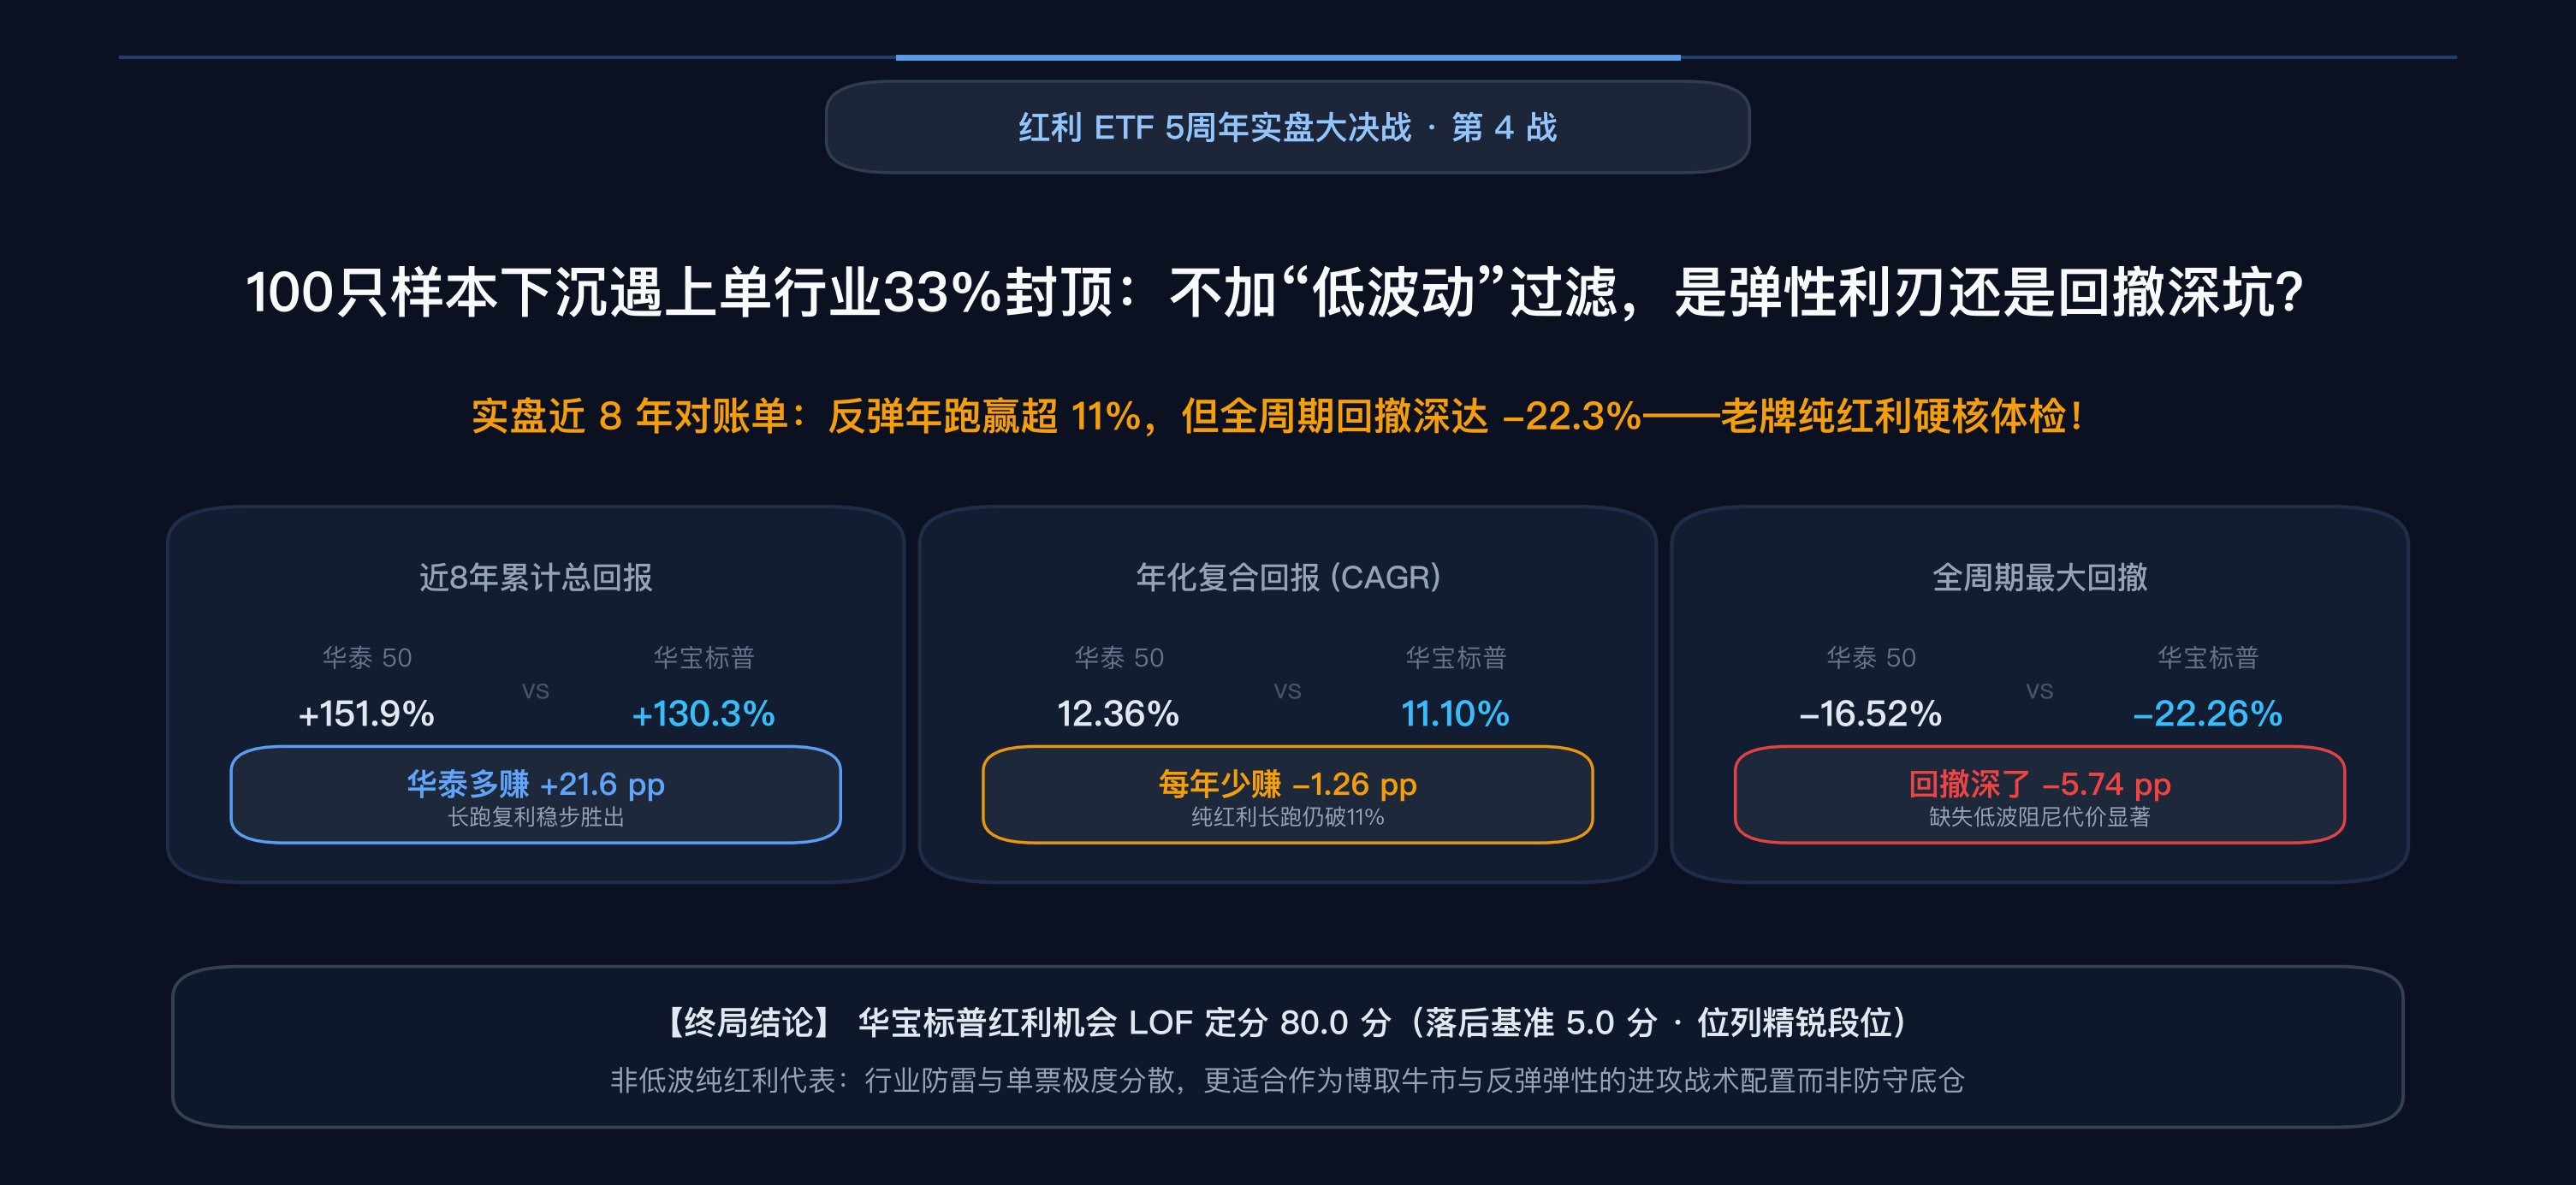 红利 ETF 5周年实盘大决战 · 第 4 战
100只样本下沉遇上单行业33%封顶：不加“低波动”过滤，是弹性利刃还是回撤深坑？
实盘近 8 年对账单：反弹年跑赢超 11%，但全周期回撤深达 −22.3%——老牌纯红利硬核体检！
近8年累计总回报
华泰 50
VS
华宝标普
+151.9%
+130.3%
华泰多赚 +21.6 pp
长跑复利稳步胜出
年化复合回报 (CAGR)
华泰 50
VS
华宝标普
12.36%
11.10%
每年少赚 −1.26 pp
纯红利长跑仍破11%
全周期最大回撤
华泰 50
VS
华宝标普
−16.52%
−22.26%
回撤深了 −5.74 pp
缺失低波阻尼代价显著
【终局结论】 华宝标普红利机会 LOF 定分 80.0 分（落后基准 5.0 分 · 位列精锐段位）
非低波纯红利代表：行业防雷与单票极度分散，更适合作为博取牛市与反弹弹性的进攻战术配置而非防守底仓